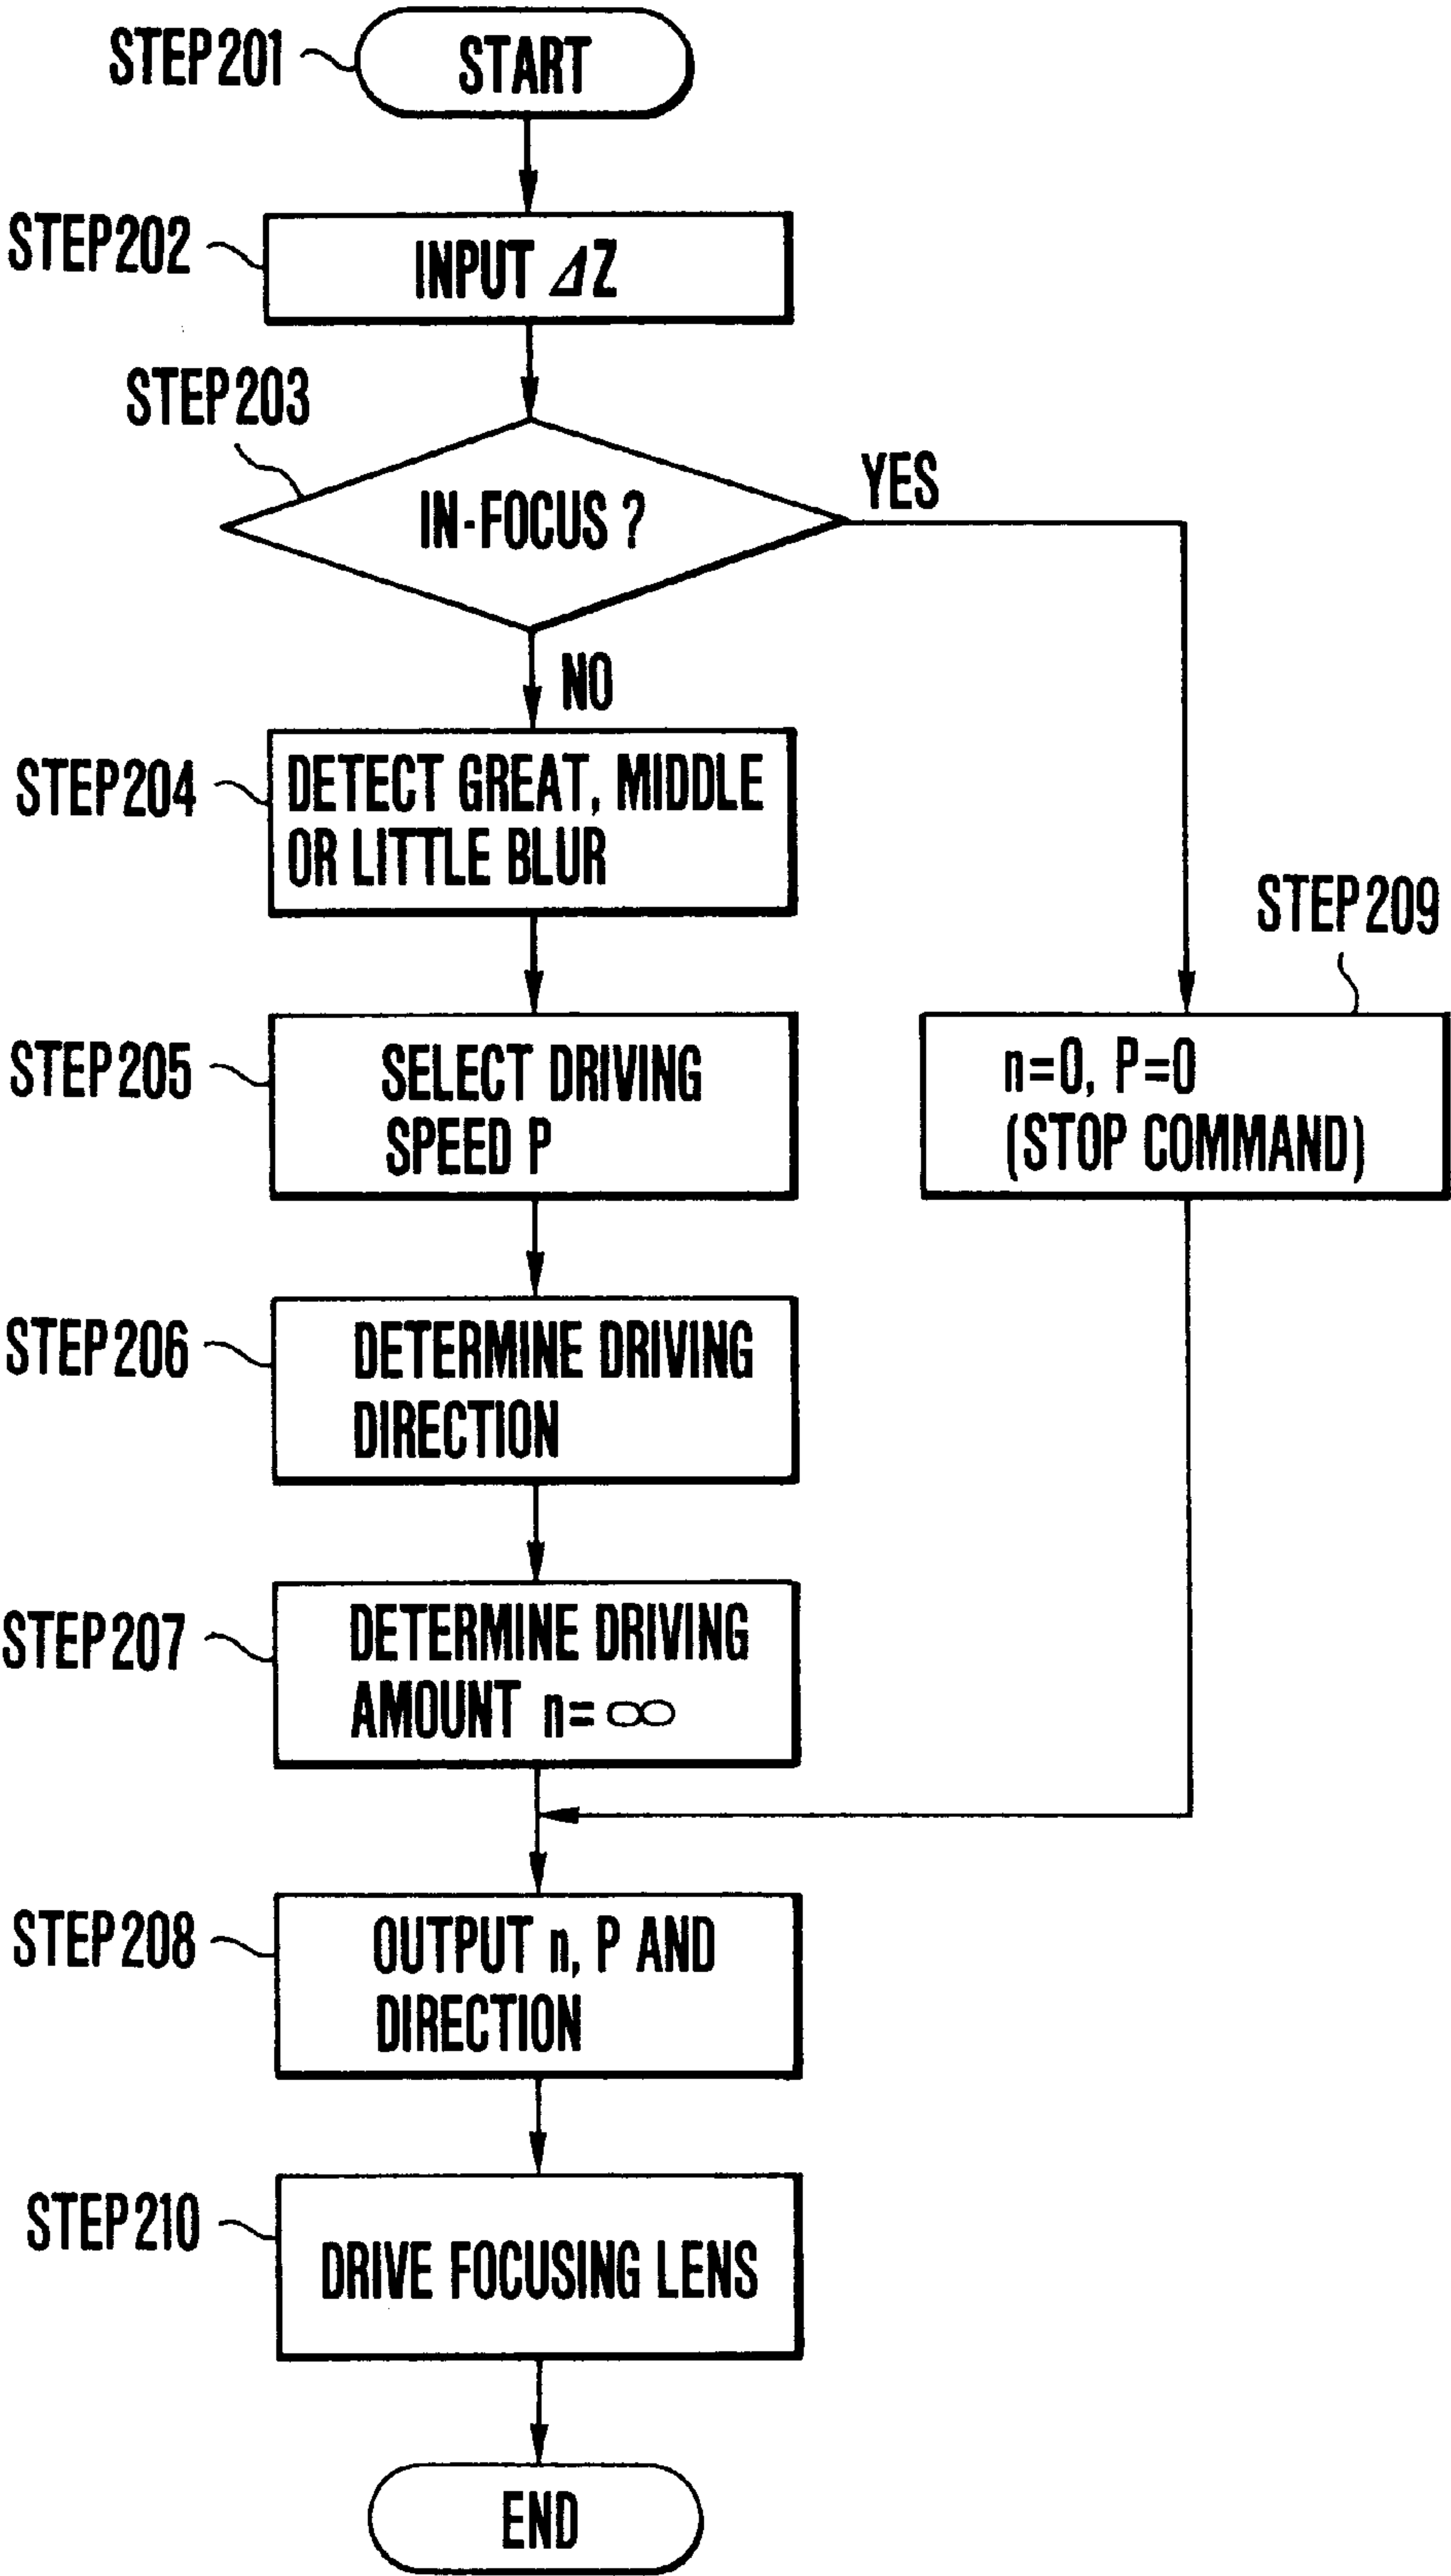 STEP201
START
STEP202
INPUT ΔZ
STEP203
IN-FOCUS ?
YES
NO
STEP204
DETECT GREAT, MIDDLE
OR LITTLE BLUR
STEP209
STEP205
SELECT DRIVING
SPEED P
n=0, P=0
(STOP COMMAND)
STEP206
DETERMINE DRIVING
DIRECTION
STEP207
DETERMINE DRIVING
AMOUNT n=∞
STEP208
OUTPUT n, P AND
DIRECTION
STEP210
DRIVE FOCUSING LENS
END